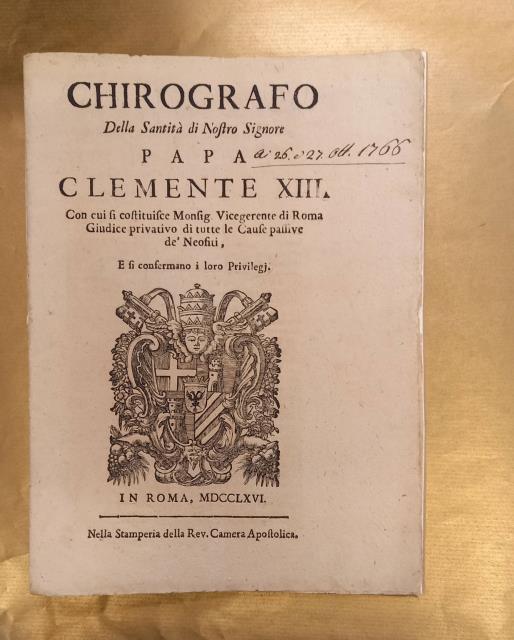 CHIROGRAFO
Della Santità di Noſtro Signore
PAPA
a' 26. e 27. Ott. 1766
CLEMENTE XIII.
Con cui ſi coſtituiſce Monſig. Vicegerente di Roma
Giudice privativo di tutte le Cauſe paſſive
de' Neofiti,
E ſi confermano i loro Privilegj.
IN ROMA, MDCCLXVI.
Nella Stamperia della Rev. Camera Apoſtolica.